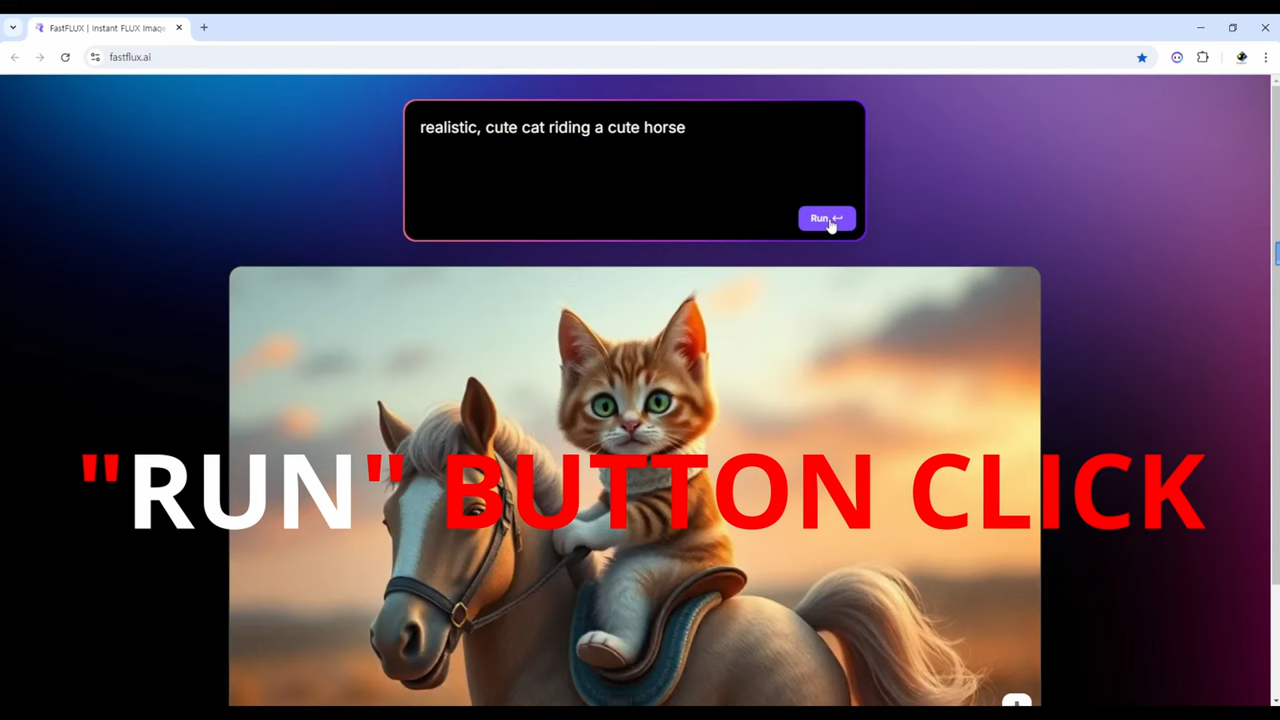 FastFLUX | Instant FLUX Imag
fastflux.ai
realistic, cute cat riding a cute horse
Run
"RUN" BUTTON CLICK